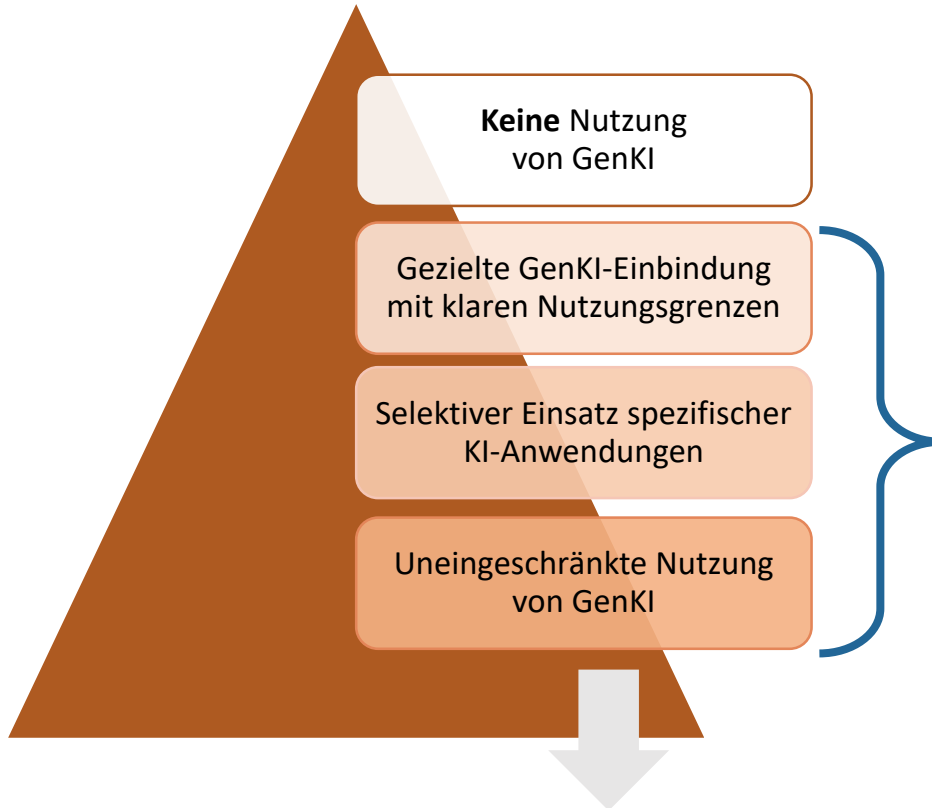 Keine Nutzung
von GenKI
Gezielte GenKI-Einbindung
mit klaren Nutzungsgrenzen
Selektiver Einsatz spezifischer
KI-Anwendungen
Uneingeschränkte Nutzung
von GenKI